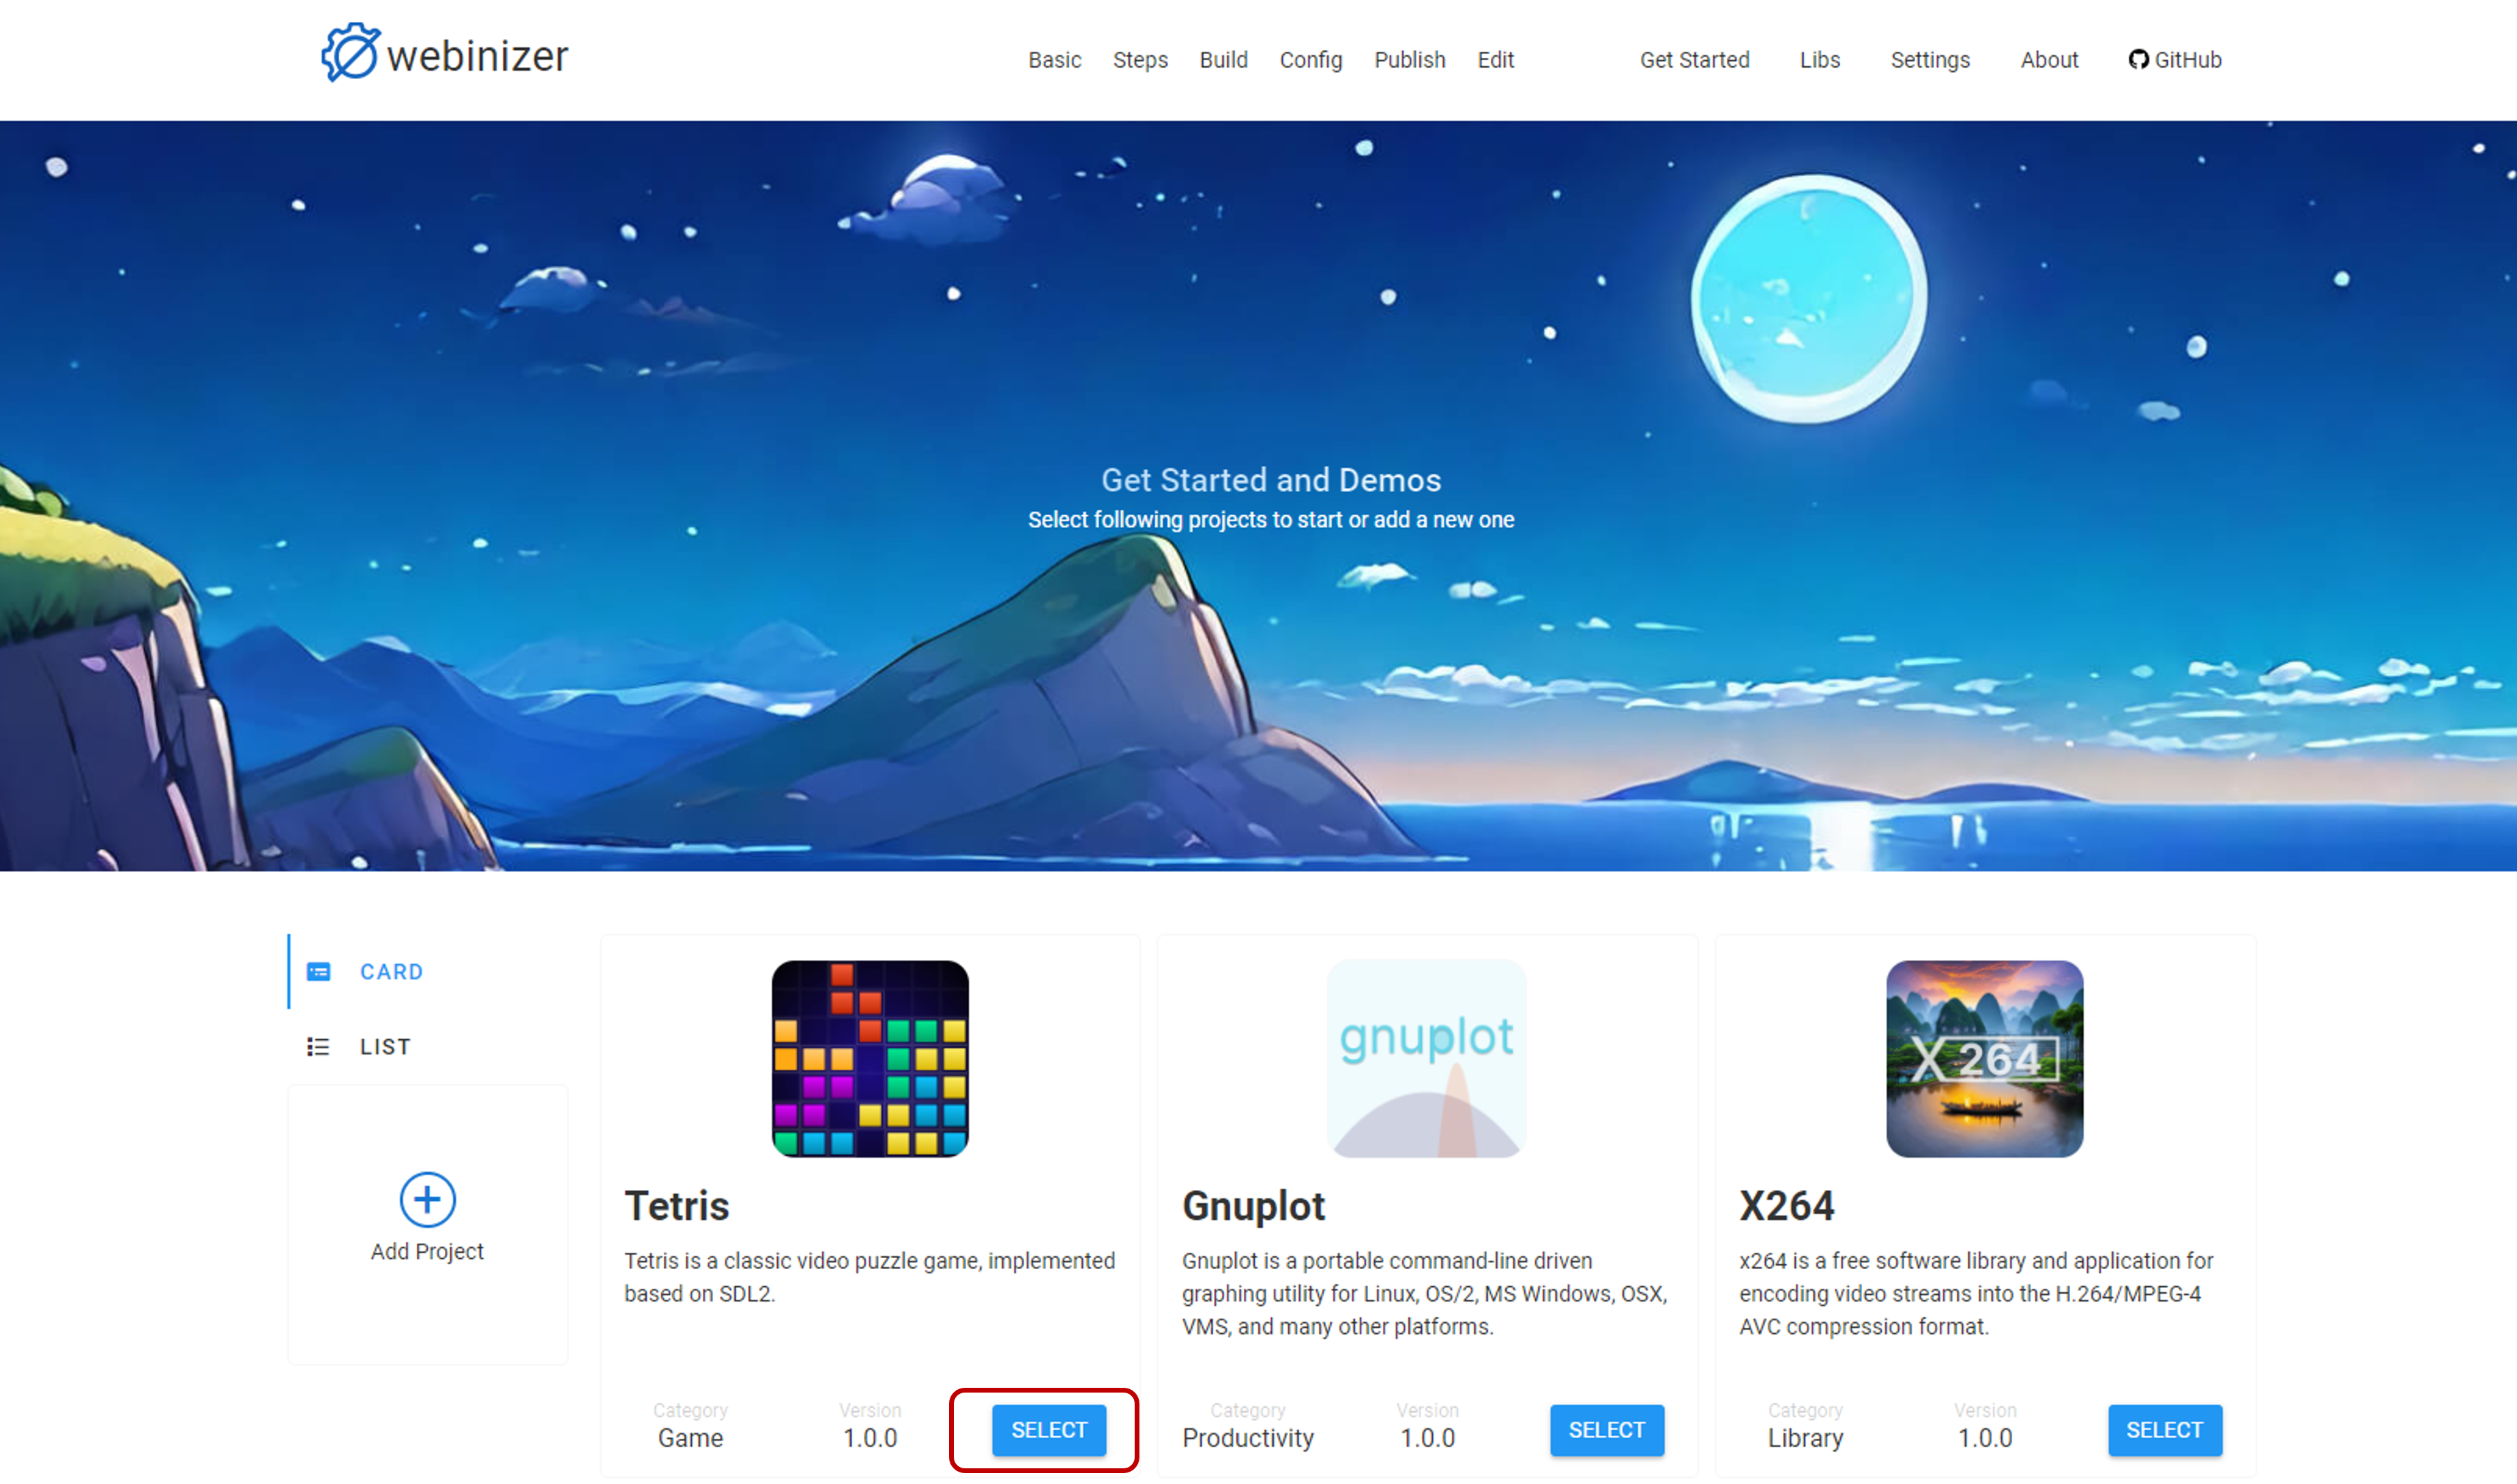 webinizer
Basic Steps Build Config Publish Edit Get Started Libs Settings About GitHub
Get Started and Demos
Select following projects to start or add a new one
CARD
LIST
Add Project
Tetris
Tetris is a classic video puzzle game, implemented
based on SDL2.
Category
Game
Version
1.0.0
SELECT
gnuplot
Gnuplot
Gnuplot is a portable command-line driven
graphing utility for Linux, OS/2, MS Windows, OSX,
VMS, and many other platforms.
Category
Productivity
Version
1.0.0
SELECT
X264
X264
x264 is a free software library and application for
encoding video streams into the H.264/MPEG-4
AVC compression format.
Category
Library
Version
1.0.0
SELECT